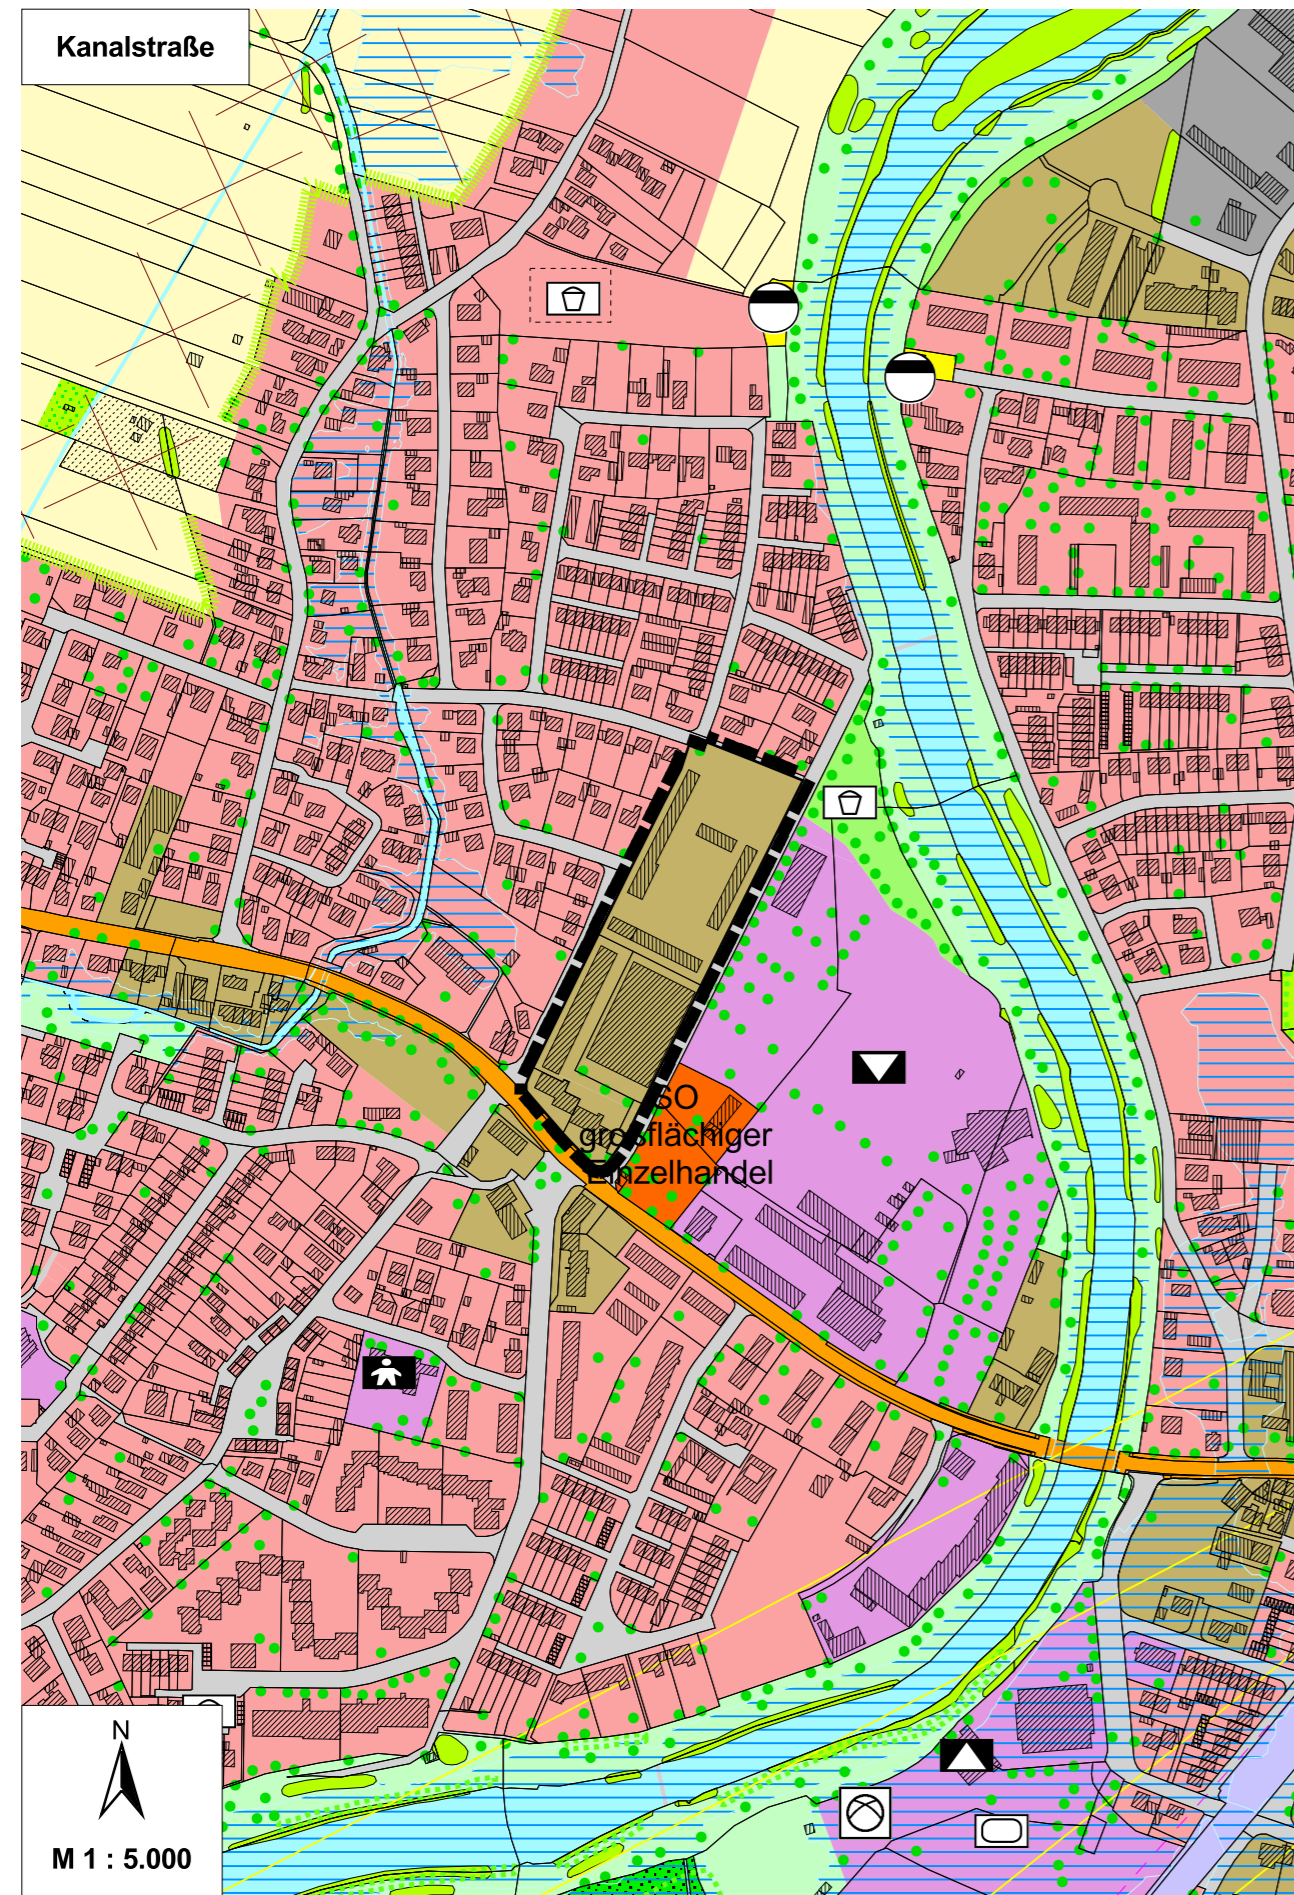 Kanalstraße
SO
großflächiger
Einzelhandel
N
M 1 : 5.000